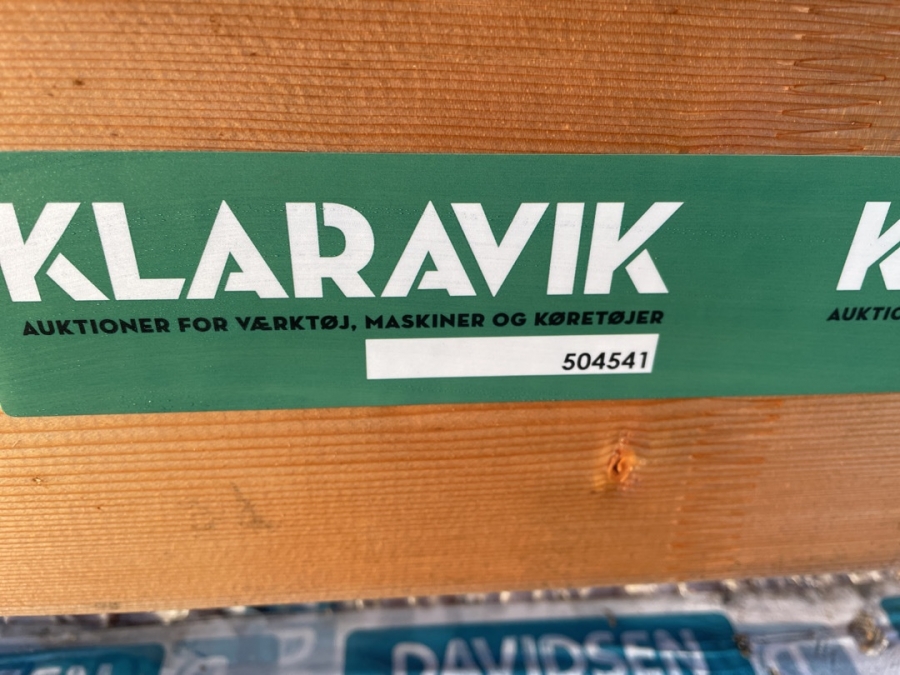 KLARAVIK
AUKTIONER FOR VÆRKTØJ, MASKINER OG KØRETØJER
504541
DAVIDSEN